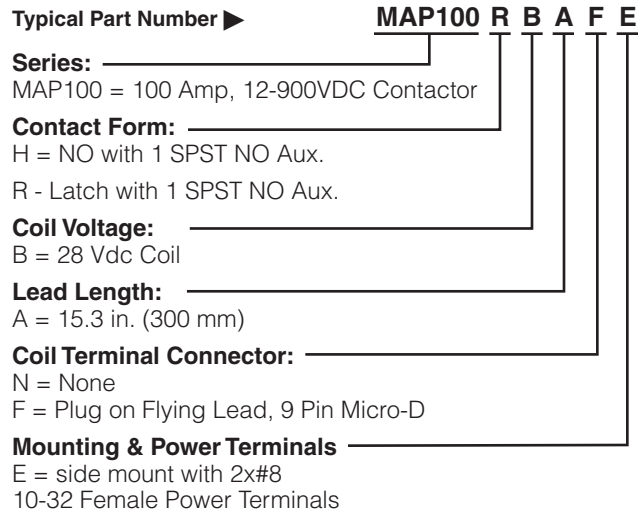 Typical Part Number ▶ MAP100 R B A F E
Series:
MAP100 = 100 Amp, 12-900VDC Contactor
Contact Form:
H = NO with 1 SPST NO Aux.
R - Latch with 1 SPST NO Aux.
Coil Voltage:
B = 28 Vdc Coil
Lead Length:
A = 15.3 in. (300 mm)
Coil Terminal Connector:
N = None
F = Plug on Flying Lead, 9 Pin Micro-D
Mounting & Power Terminals
E = side mount with 2x#8
10-32 Female Power Terminals